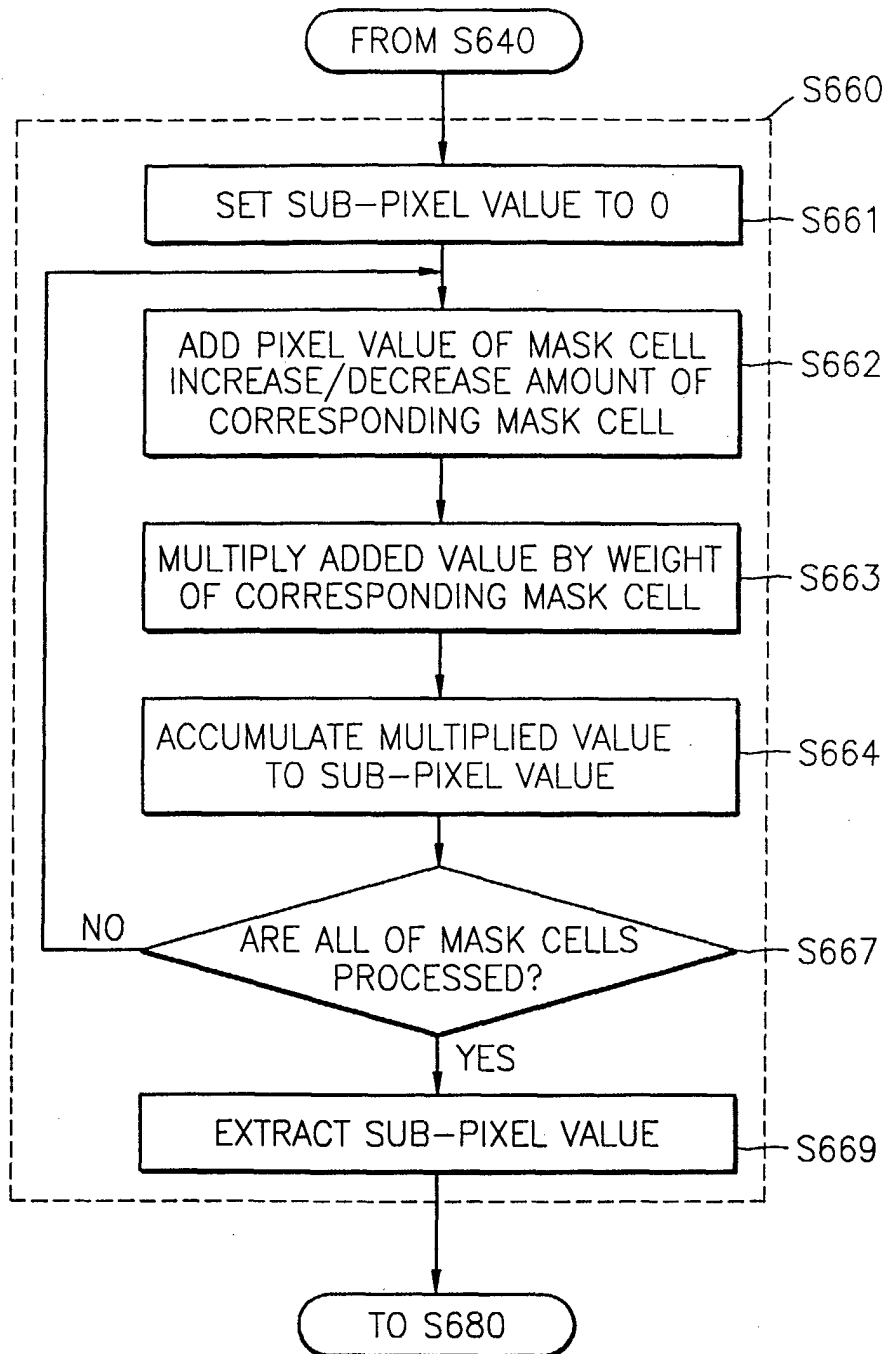 FROM S640
S660
SET SUB-PIXEL VALUE TO 0
S661
ADD PIXEL VALUE OF MASK CELL
INCREASE/DECREASE AMOUNT OF
CORRESPONDING MASK CELL
S662
MULTIPLY ADDED VALUE BY WEIGHT
OF CORRESPONDING MASK CELL
S663
ACCUMULATE MULTIPLIED VALUE
TO SUB-PIXEL VALUE
S664
NO
ARE ALL OF MASK CELLS
PROCESSED?
S667
YES
EXTRACT SUB-PIXEL VALUE
S669
TO S680